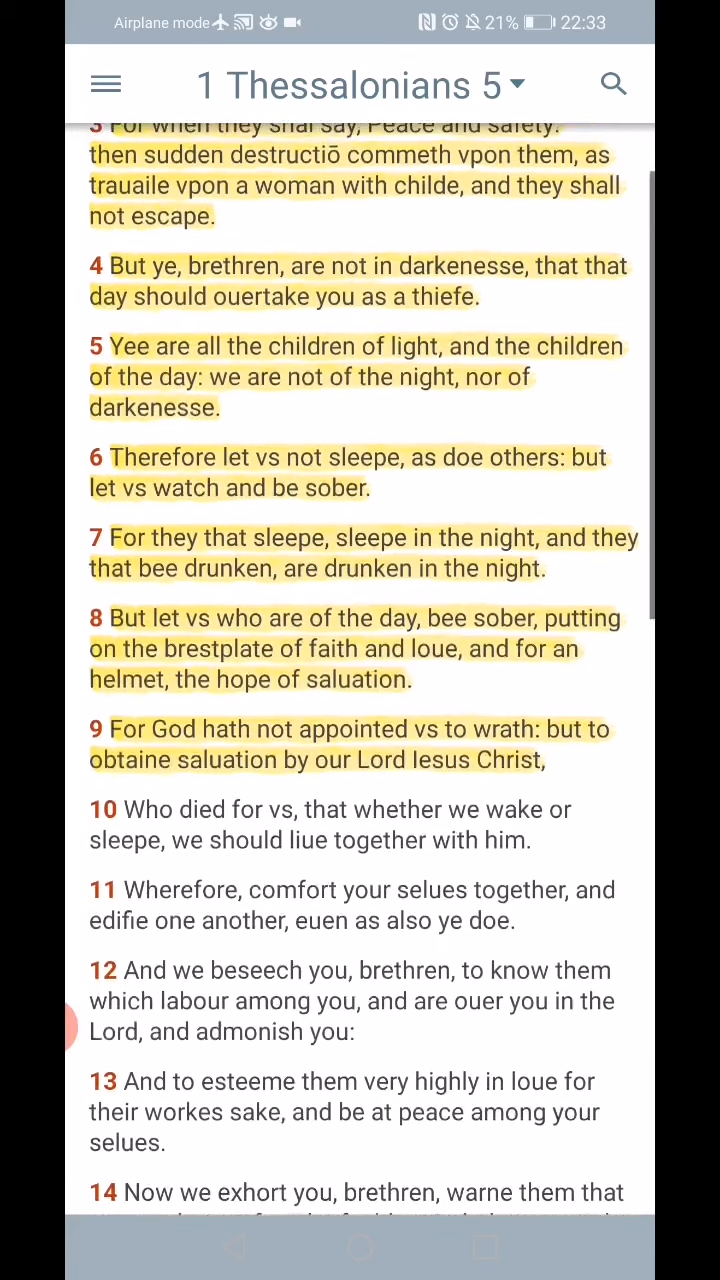 Airplane mode 21% 22:33
1 Thessalonians 5
3 For when they shal say, Peace and safety:
then sudden destructiō commeth vpon them, as
trauaile vpon a woman with childe, and they shall
not escape.
4 But ye, brethren, are not in darkenesse, that that
day should ouertake you as a thiefe.
5 Yee are all the children of light, and the children
of the day: we are not of the night, nor of
darkenesse.
6 Therefore let vs not sleepe, as doe others: but
let vs watch and be sober.
7 For they that sleepe, sleepe in the night, and they
that bee drunken, are drunken in the night.
8 But let vs who are of the day, bee sober, putting
on the brestplate of faith and loue, and for an
helmet, the hope of saluation.
9 For God hath not appointed vs to wrath: but to
obtaine saluation by our Lord Iesus Christ,
10 Who died for vs, that whether we wake or
sleepe, we should liue together with him.
11 Wherefore, comfort your selues together, and
edifie one another, euen as also ye doe.
12 And we beseech you, brethren, to know them
which labour among you, and are ouer you in the
Lord, and admonish you:
13 And to esteeme them very highly in loue for
their workes sake, and be at peace among your
selues.
14 Now we exhort you, brethren, warne them that